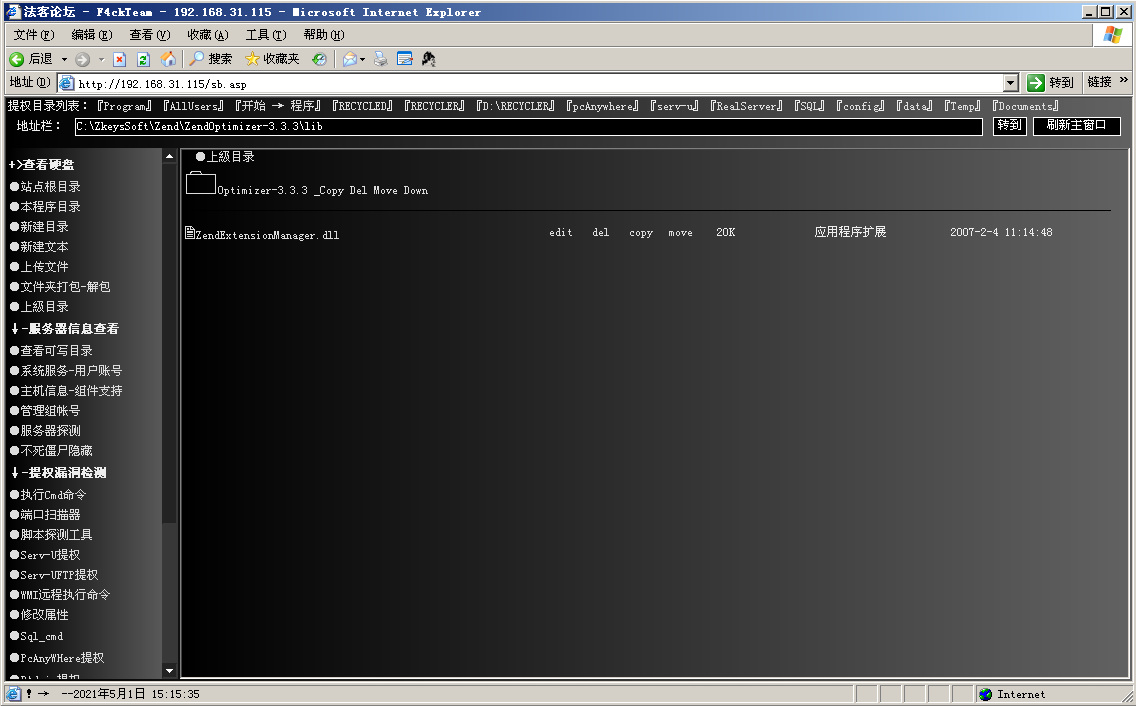 法客论坛 - F4ckTeam - 192.168.31.115 - Microsoft Internet Explorer
文件(F) 编辑(E) 查看(V) 收藏(A) 工具(T) 帮助(H)
后退 搜索 收藏夹
地址(D) http://192.168.31.115/sb.asp 转到 链接 »
提权目录列表： 『Program』 『AllUsers』 『开始 → 程序』 『RECYCLED』 『RECYCLER』 『D:\RECYCLER』 『pcAnywhere』 『serv-u』 『RealServer』 『SQL』 『config』 『data』 『Temp』 『Documents』
地址栏： C:\ZkeysSoft\Zend\ZendOptimizer-3.3.3\lib 转到 刷新主窗口
+>查看硬盘
●站点根目录
●本程序目录
●新建目录
●新建文本
●上传文件
●文件夹打包-解包
●上级目录
↓-服务器信息查看
●查看可写目录
●系统服务-用户账号
●主机信息-组件支持
●管理组帐号
●服务器探测
●不死僵尸隐藏
↓-提权漏洞检测
●执行Cmd命令
●端口扫描器
●脚本探测工具
●Serv-U提权
●Serv-UFTP提权
●WMI远程执行命令
●修改属性
●Sql_cmd
●PcAnyWHere提权
●上级目录
Optimizer-3.3.3 _Copy Del Move Down
ZendExtensionManager.dll edit del copy move 20K 应用程序扩展 2007-2-4 11:14:48
! → --2021年5月1日 15:15:35 Internet